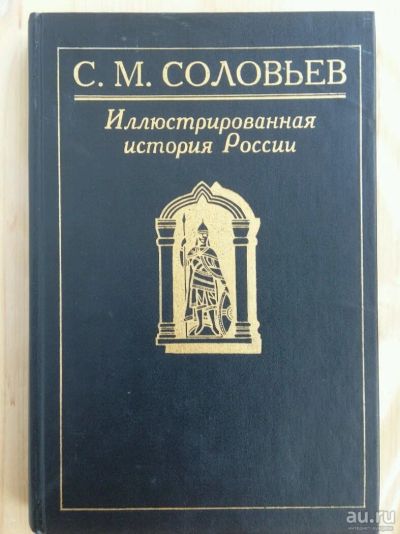 С. М. СОЛОВЬЕВ
Иллюстрированная
история России
au.ru